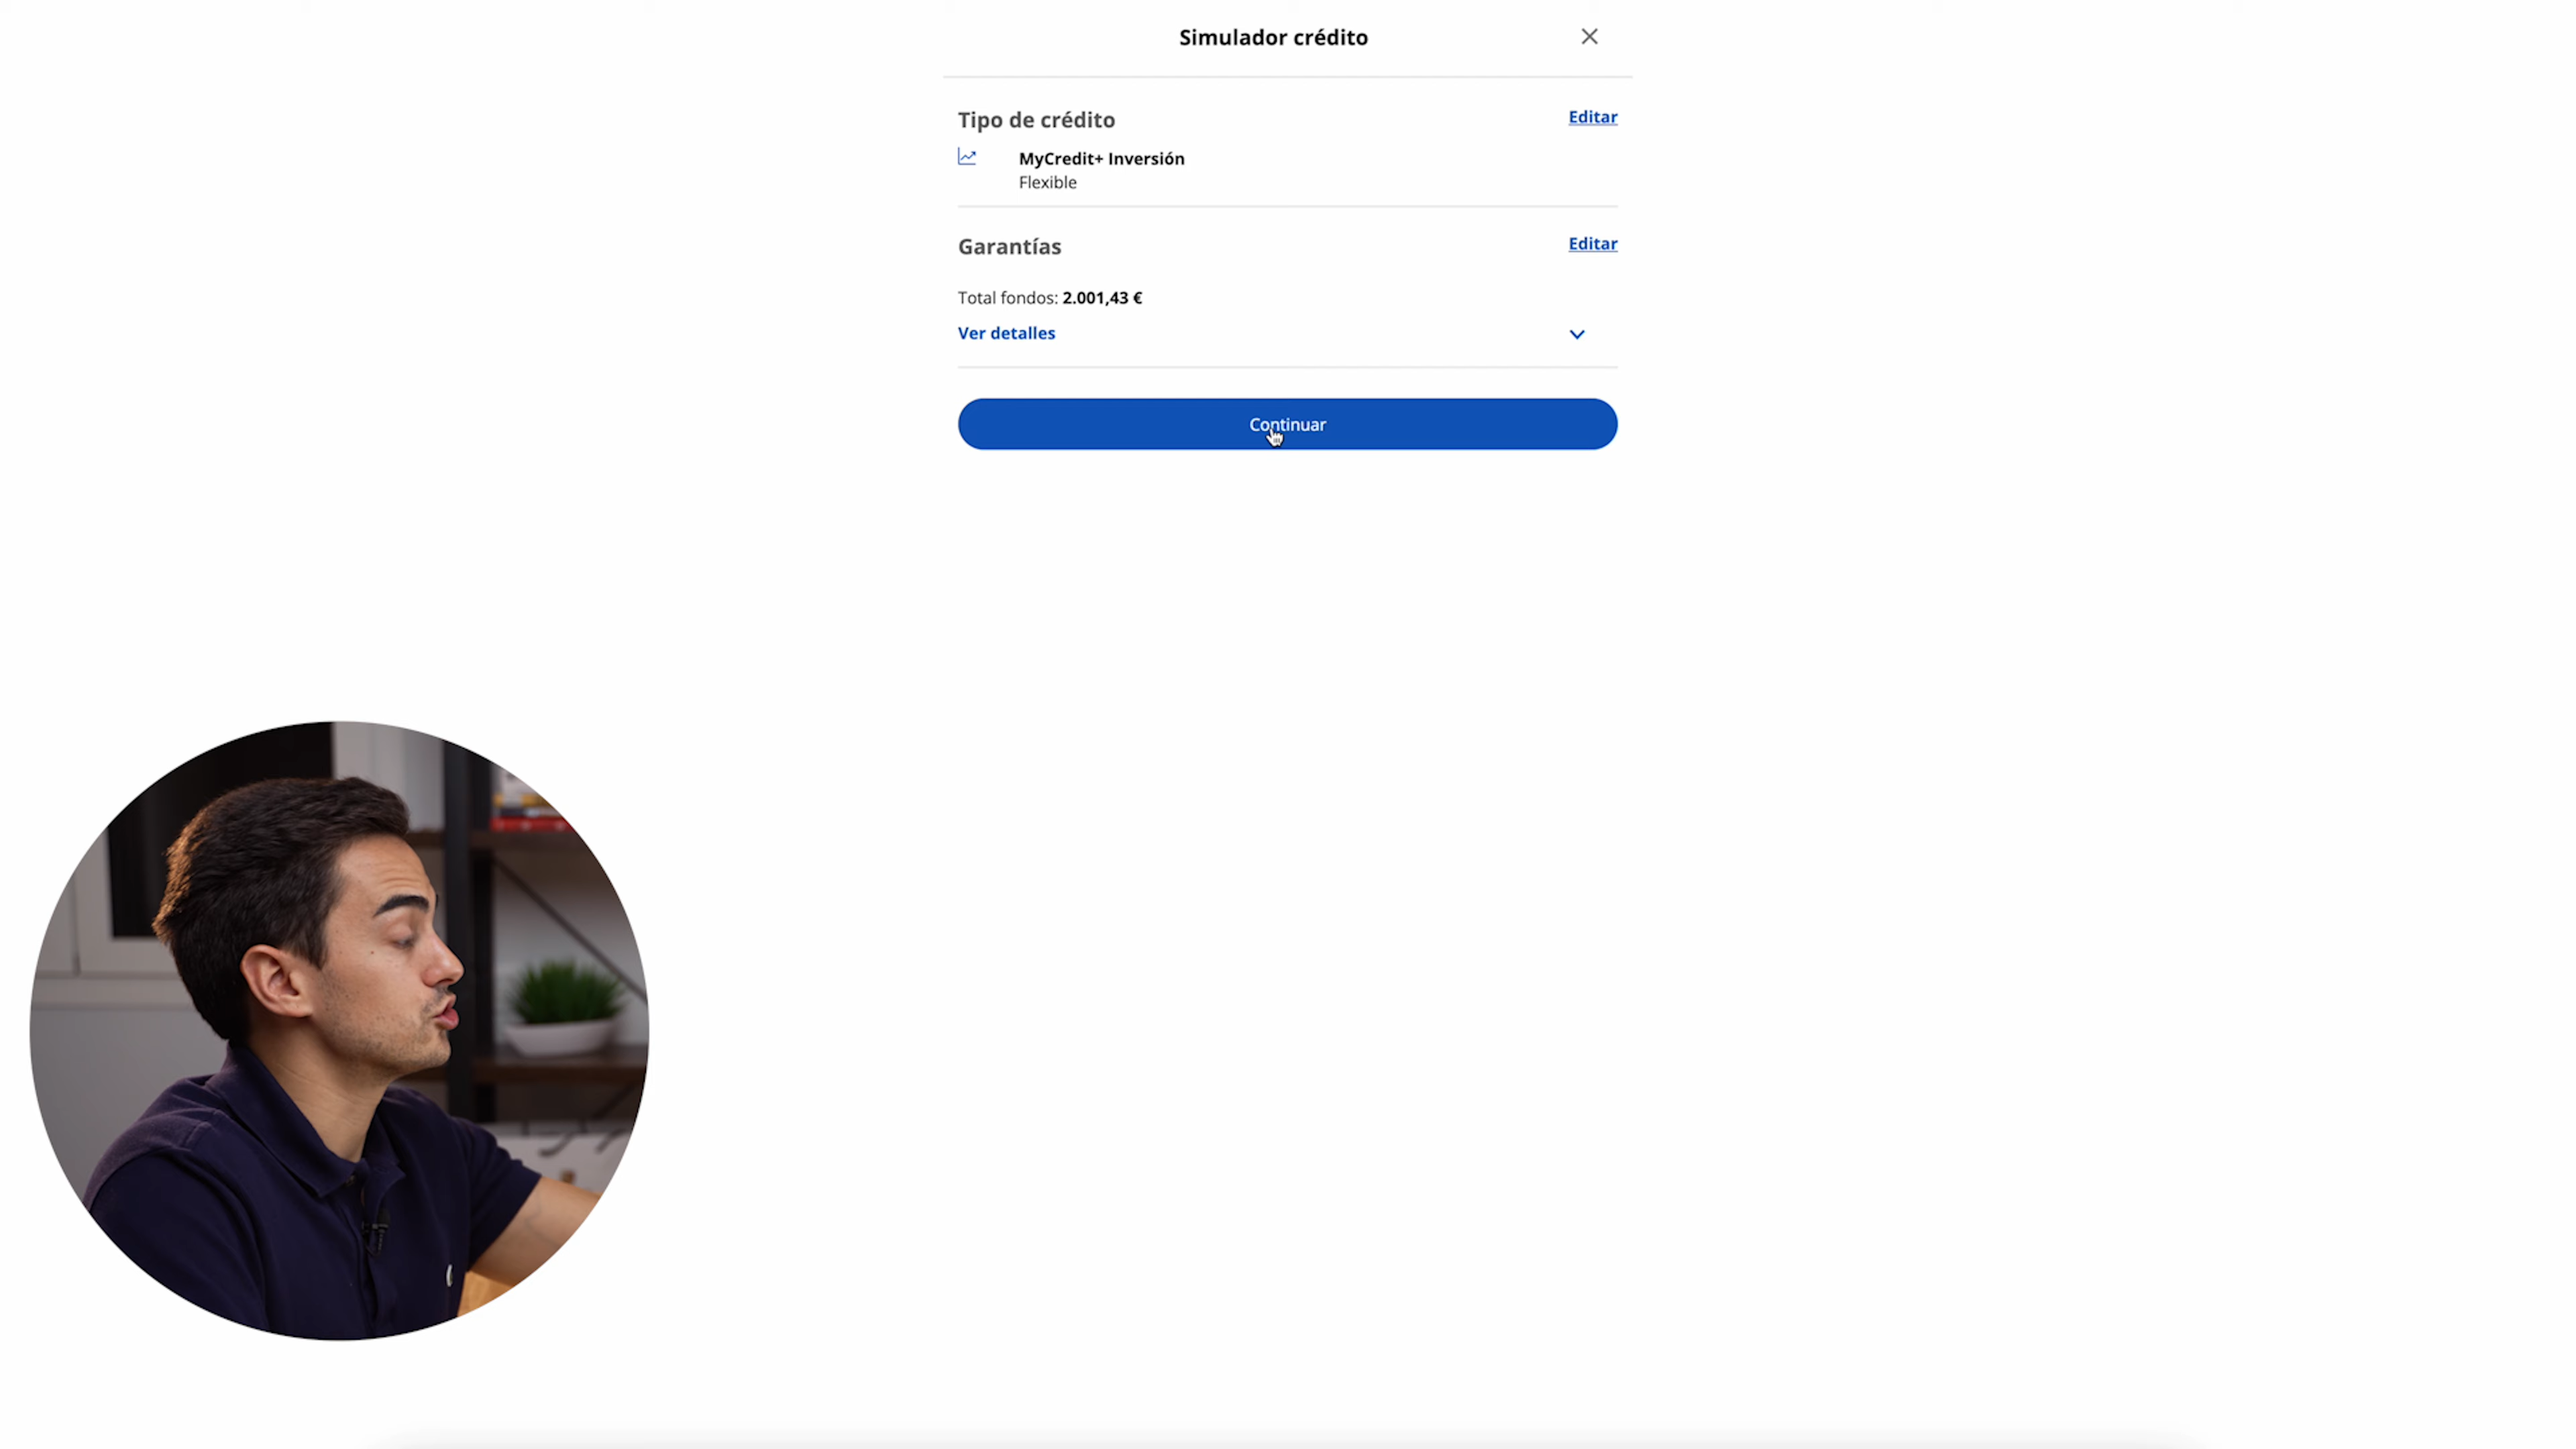 Simulador crédito
Tipo de crédito
Editar
MyCredit+ Inversión
Flexible
Garantías
Editar
Total fondos: 2.001,43 €
Ver detalles
Continuar